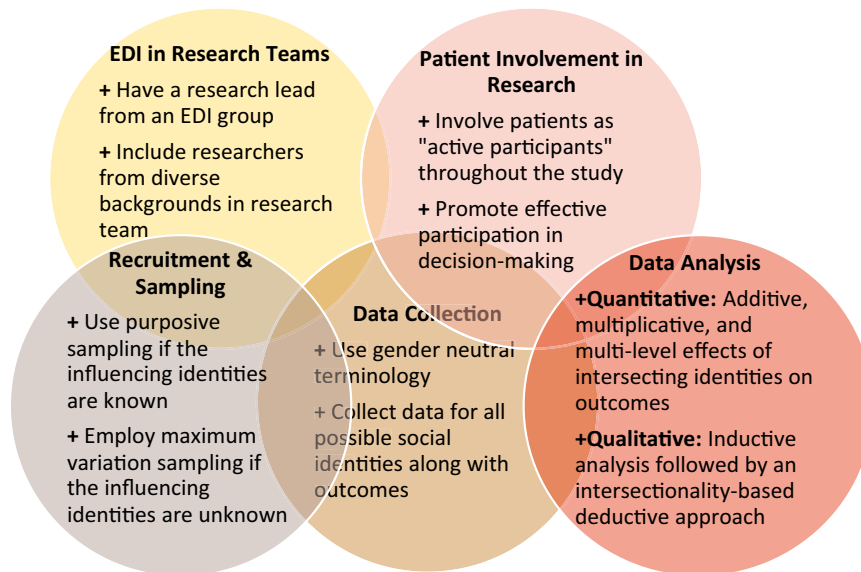 EDI in Research Teams
+ Have a research lead
from an EDI group
+ Include researchers
from diverse
backgrounds in research
team
Patient Involvement in
Research
+ Involve patients as
"active participants"
throughout the study
+ Promote effective
participation in
decision-making
Recruitment &
Sampling
+ Use purposive
sampling if the
influencing identities
are known
+ Employ maximum
variation sampling if
the influencing
identities are unknown
Data Collection
+ Use gender neutral
terminology
+ Collect data for all
possible social
identities along with
outcomes
Data Analysis
+Quantitative: Additive,
multiplicative, and
multi-level effects of
intersecting identities on
outcomes
+Qualitative: Inductive
analysis followed by an
intersectionality-based
deductive approach